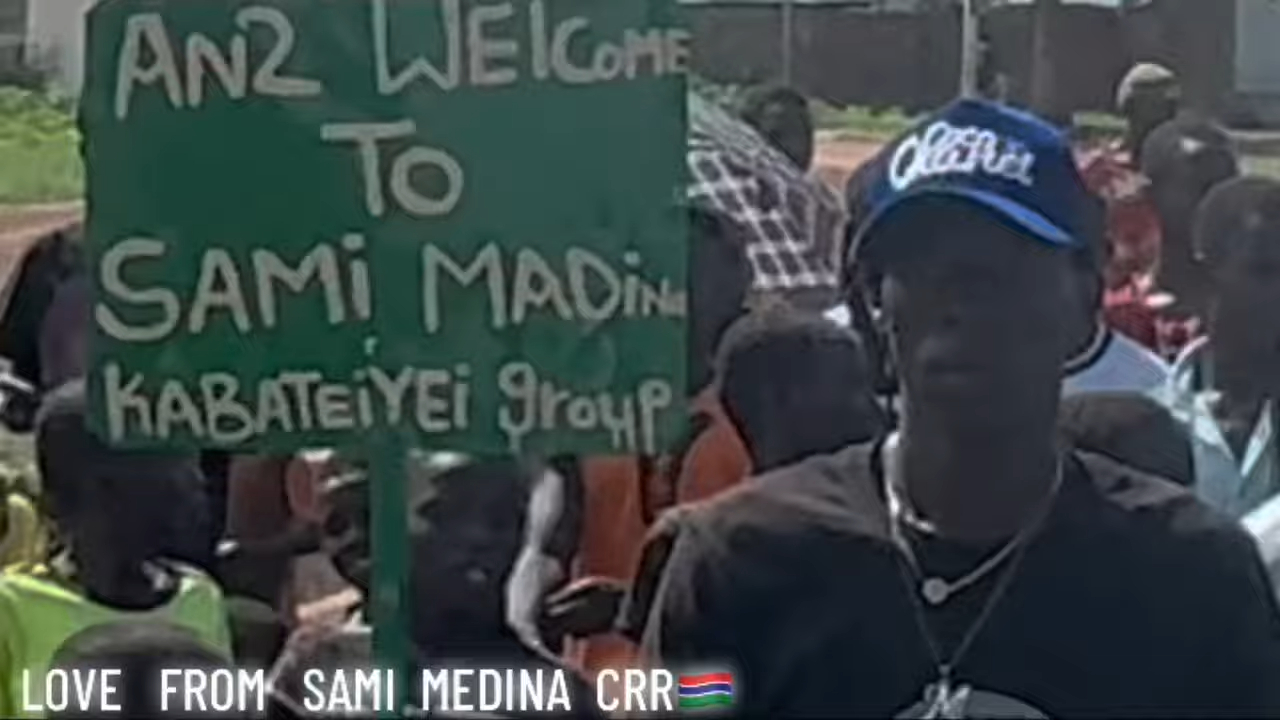 AN2 WELCOME
TO
SAMi MADiNa
KABATEiYEi group
LOVE FROM SAMI MEDINA CRR🇬🇲